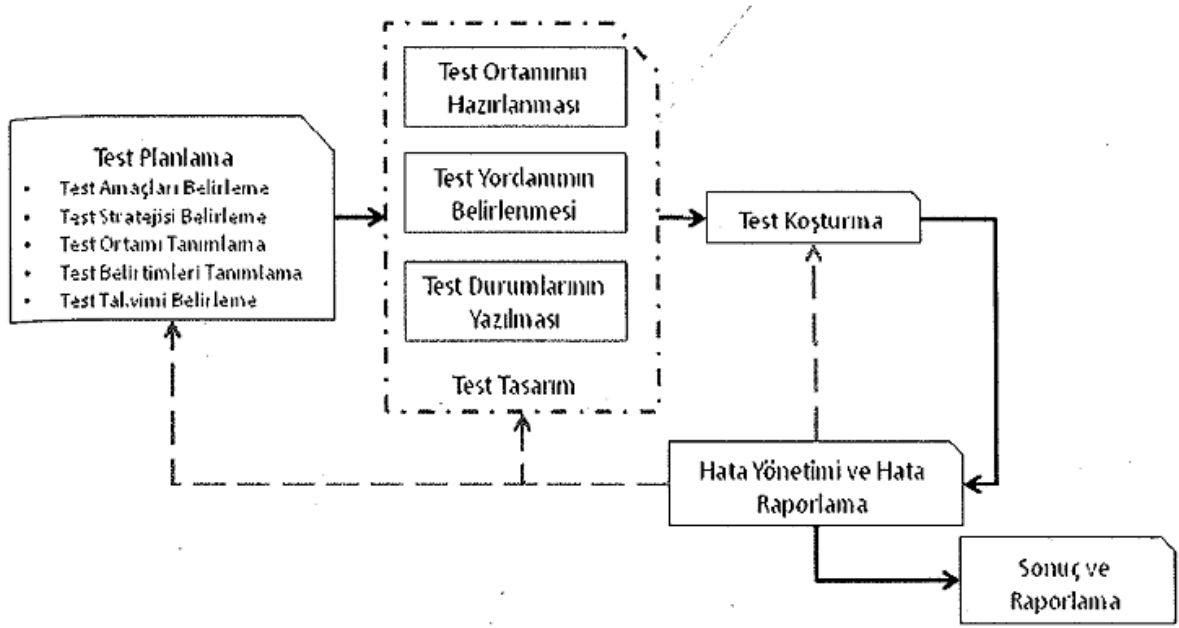 Test Planlama
• Test Amaçları Belirleme
• Test Stratejisi Belirleme
• Test Ortamı Tanımlama
• Test Belirtimleri Tanımlama
• Test Takvimi Belirleme
Test Ortamının
Hazırlanması
Test Yordamının
Belirlenmesi
Test Durumlarının
Yazılması
Test Tasarım
Test Koşturma
Hata Yönetimi ve Hata
Raporlama
Sonuç ve
Raporlama